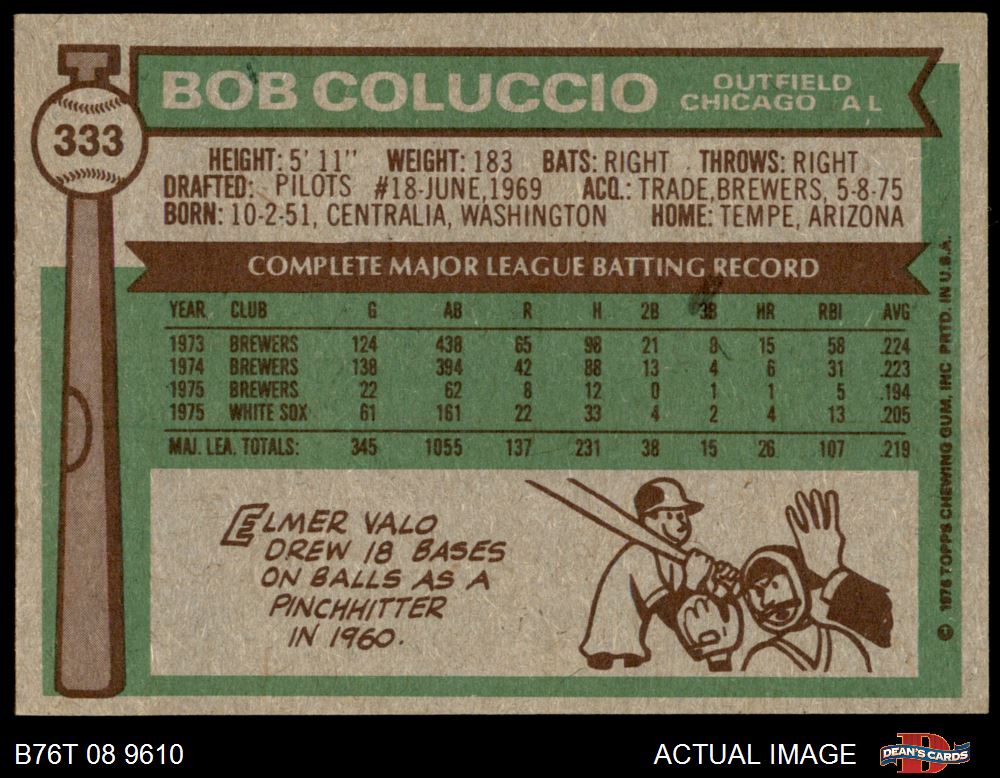 333
BOB COLUCCIO
OUTFIELD
CHICAGO A L
HEIGHT: 5' 11" WEIGHT: 183 BATS: RIGHT THROWS: RIGHT
DRAFTED: PILOTS #18-JUNE, 1969 ACQ.: TRADE, BREWERS, 5-8-75
BORN: 10-2-51, CENTRALIA, WASHINGTON HOME: TEMPE, ARIZONA
COMPLETE MAJOR LEAGUE BATTING RECORD
YEAR CLUB G AB R H 2B 3B HR RBI AVG
1973 BREWERS 124 438 65 98 21 8 15 58 .224
1974 BREWERS 138 394 42 88 13 4 6 31 .223
1975 BREWERS 22 62 8 12 0 1 1 5 .194
1975 WHITE SOX 61 161 22 33 4 2 4 13 .205
MAJ. LEA. TOTALS: 345 1055 137 231 38 15 26 107 .219
ELMER VALO
DREW 18 BASES
ON BALLS AS A
PINCHHITTER
IN 1960.
© 1976 TOPPS CHEWING GUM, INC PRTD. IN U.S.A.
B76T 08 9610
ACTUAL IMAGE
D
DEAN'S CARDS